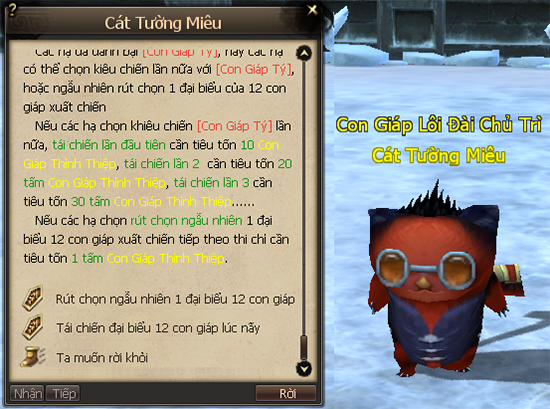 Cát Tường Miêu
Các hạ đã đánh bại [Con Giáp Tý], nay các hạ
có thể chọn kiêu chiến lần nữa với [Con Giáp Tý],
hoặc ngẫu nhiên rút chọn 1 đại biểu của 12 con
giáp xuất chiến
Nếu các hạ chọn khiêu chiến [Con Giáp Tý] lần
nữa, tái chiến lần đầu tiên cần tiêu tốn 10 Con
Giáp Thỉnh Thiệp, tái chiến lần 2 cần tiêu tốn 20
tấm Con Giáp Thỉnh Thiệp, tái chiến lần 3 cần
tiêu tốn 30 tấm Con Giáp Thỉnh Thiệp......
Nếu các hạ chọn rút chọn ngẫu nhiên 1 đại
biểu 12 con giáp xuất chiến tiếp theo thi chỉ cần
tiêu tốn 1 tấm Con Giáp Thỉnh Thiệp.
Rút chọn ngẫu nhiên 1 đại biểu 12 con giáp
Tái chiến đại biểu 12 con giáp lúc nãy
Ta muốn rời khỏi
Nhận Tiếp Rời
Con Giáp Lôi Đài Chủ Trì
Cát Tường Miêu